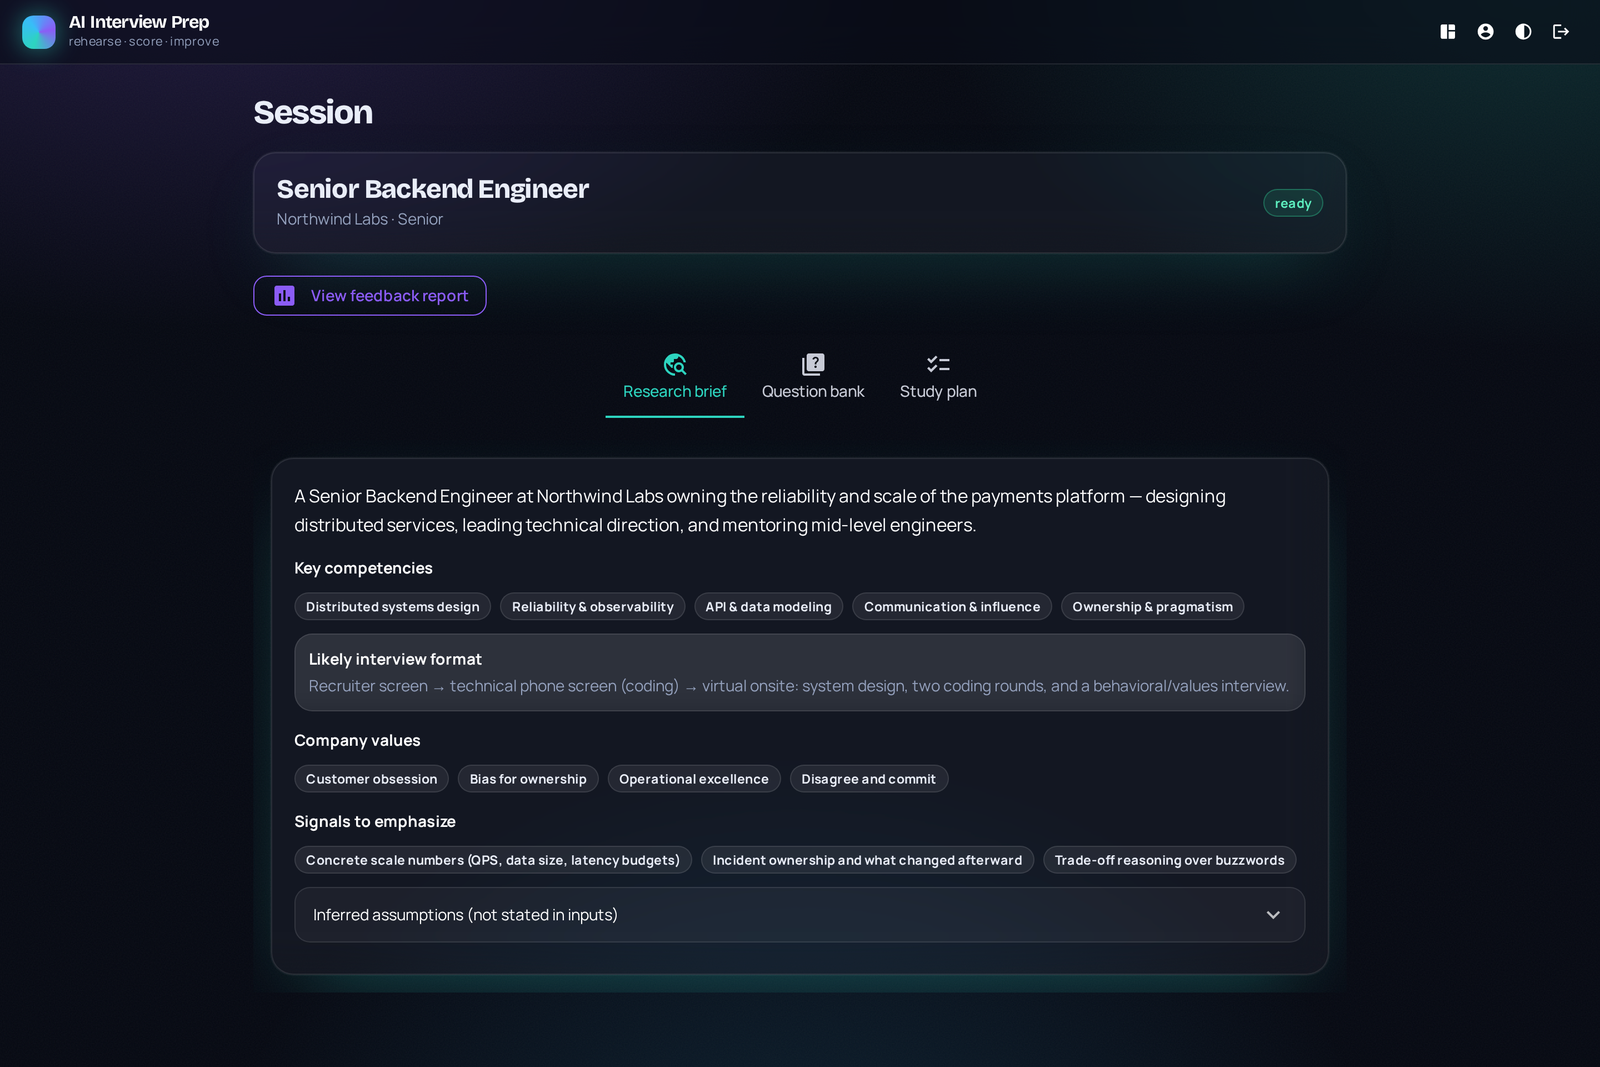 AI Interview Prep
rehearse · score · improve
Session
Senior Backend Engineer
Northwind Labs · Senior
ready
View feedback report
Research brief
Question bank
Study plan
A Senior Backend Engineer at Northwind Labs owning the reliability and scale of the payments platform — designing
distributed services, leading technical direction, and mentoring mid-level engineers.
Key competencies
Distributed systems design
Reliability & observability
API & data modeling
Communication & influence
Ownership & pragmatism
Likely interview format
Recruiter screen → technical phone screen (coding) → virtual onsite: system design, two coding rounds, and a behavioral/values interview.
Company values
Customer obsession
Bias for ownership
Operational excellence
Disagree and commit
Signals to emphasize
Concrete scale numbers (QPS, data size, latency budgets)
Incident ownership and what changed afterward
Trade-off reasoning over buzzwords
Inferred assumptions (not stated in inputs)